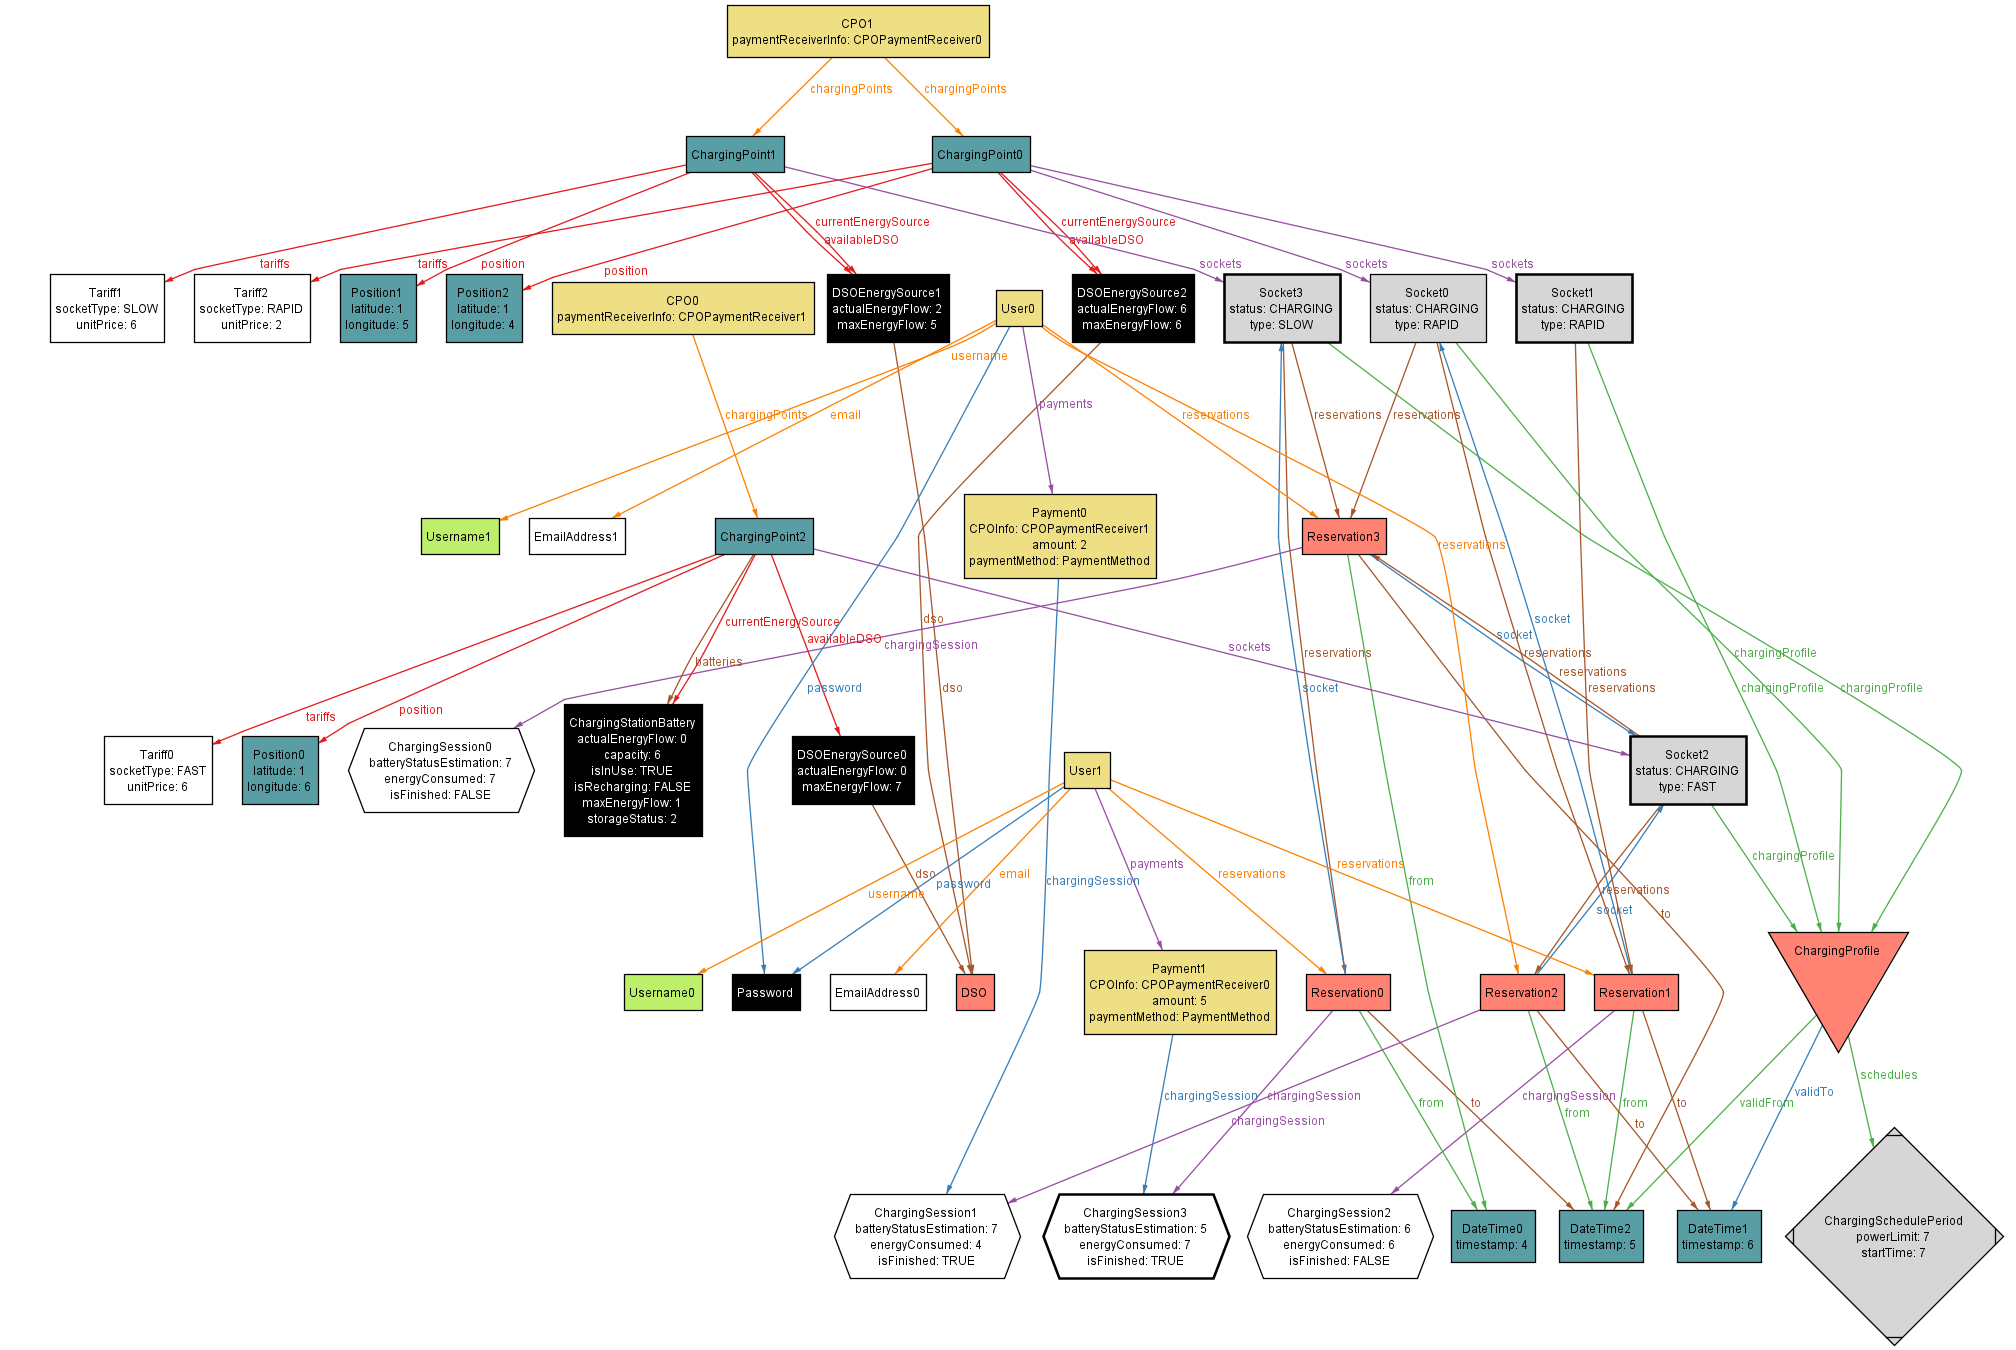 CPO1
paymentReceiverInfo: CPOPaymentReceiver0
chargingPoints
chargingPoints
ChargingPoint1
ChargingPoint0
currentEnergySource
currentEnergySource
availableDSO
availableDSO
tariffs
tariffs
position
position
sockets
sockets
sockets
Tariff1
socketType: SLOW
unitPrice: 6
Tariff2
socketType: RAPID
unitPrice: 2
Position1
latitude: 1
longitude: 5
Position2
latitude: 1
longitude: 4
CPO0
paymentReceiverInfo: CPOPaymentReceiver1
DSOEnergySource1
actualEnergyFlow: 2
maxEnergyFlow: 5
User0
DSOEnergySource2
actualEnergyFlow: 6
maxEnergyFlow: 6
Socket3
status: CHARGING
type: SLOW
Socket0
status: CHARGING
type: RAPID
Socket1
status: CHARGING
type: RAPID
username
payments
chargingPoints
email
reservations
reservations
reservations
Username1
EmailAddress1
ChargingPoint2
Payment0
CPOInfo: CPOPaymentReceiver1
amount: 2
paymentMethod: PaymentMethod
Reservation3
reservations
currentEnergySource
availableDSO
dso
chargingSession
socket
socket
sockets
batteries
reservations
reservations
reservations
reservations
chargingProfile
password
dso
socket
chargingProfile
chargingProfile
tariffs
position
Tariff0
socketType: FAST
unitPrice: 6
Position0
latitude: 1
longitude: 6
ChargingSession0
batteryStatusEstimation: 7
energyConsumed: 7
isFinished: FALSE
ChargingStationBattery
actualEnergyFlow: 0
capacity: 6
isInUse: TRUE
isRecharging: FALSE
maxEnergyFlow: 1
storageStatus: 2
DSOEnergySource0
actualEnergyFlow: 0
maxEnergyFlow: 7
User1
Socket2
status: CHARGING
type: FAST
chargingProfile
payments
reservations
dso
email
reservations
username
password
chargingSession
from
reservations
socket
to
Username0
Password
EmailAddress0
DSO
Payment1
CPOInfo: CPOPaymentReceiver0
amount: 5
paymentMethod: PaymentMethod
Reservation0
Reservation2
Reservation1
ChargingProfile
schedules
chargingSession
chargingSession
chargingSession
chargingSession
from
to
from
from
to
to
validFrom
validTo
ChargingSession1
batteryStatusEstimation: 7
energyConsumed: 4
isFinished: TRUE
ChargingSession3
batteryStatusEstimation: 5
energyConsumed: 7
isFinished: TRUE
ChargingSession2
batteryStatusEstimation: 6
energyConsumed: 6
isFinished: FALSE
DateTime0
timestamp: 4
DateTime2
timestamp: 5
DateTime1
timestamp: 6
ChargingSchedulePeriod
powerLimit: 7
startTime: 7